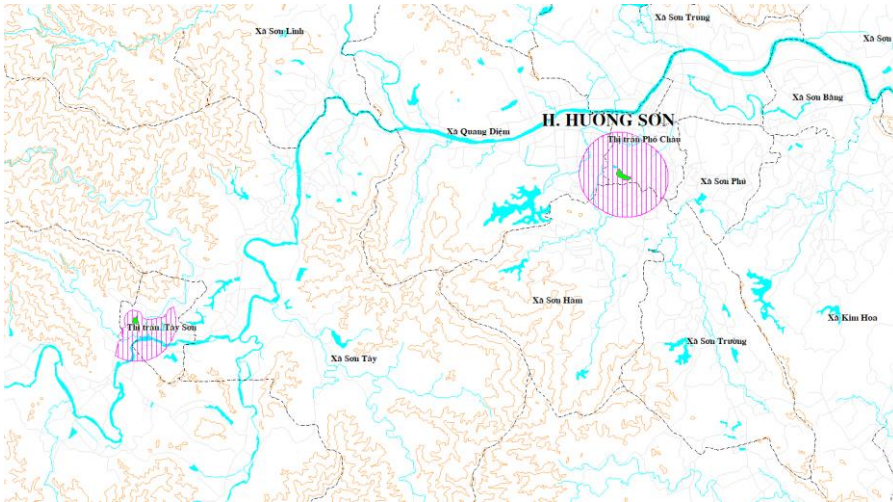 Xã Sơn Trung
Xã Sơn Lĩnh
Xã Sơn
Xã Sơn Bằng
H. HƯƠNG SƠN
Xã Quang Diệm
Thị trấn Phố Châu
Xã Sơn Phú
Xã Sơn Hàm
Xã Kim Hoa
Thị trấn. Tây Sơn
Xã Sơn Trường
Xã Sơn Tây